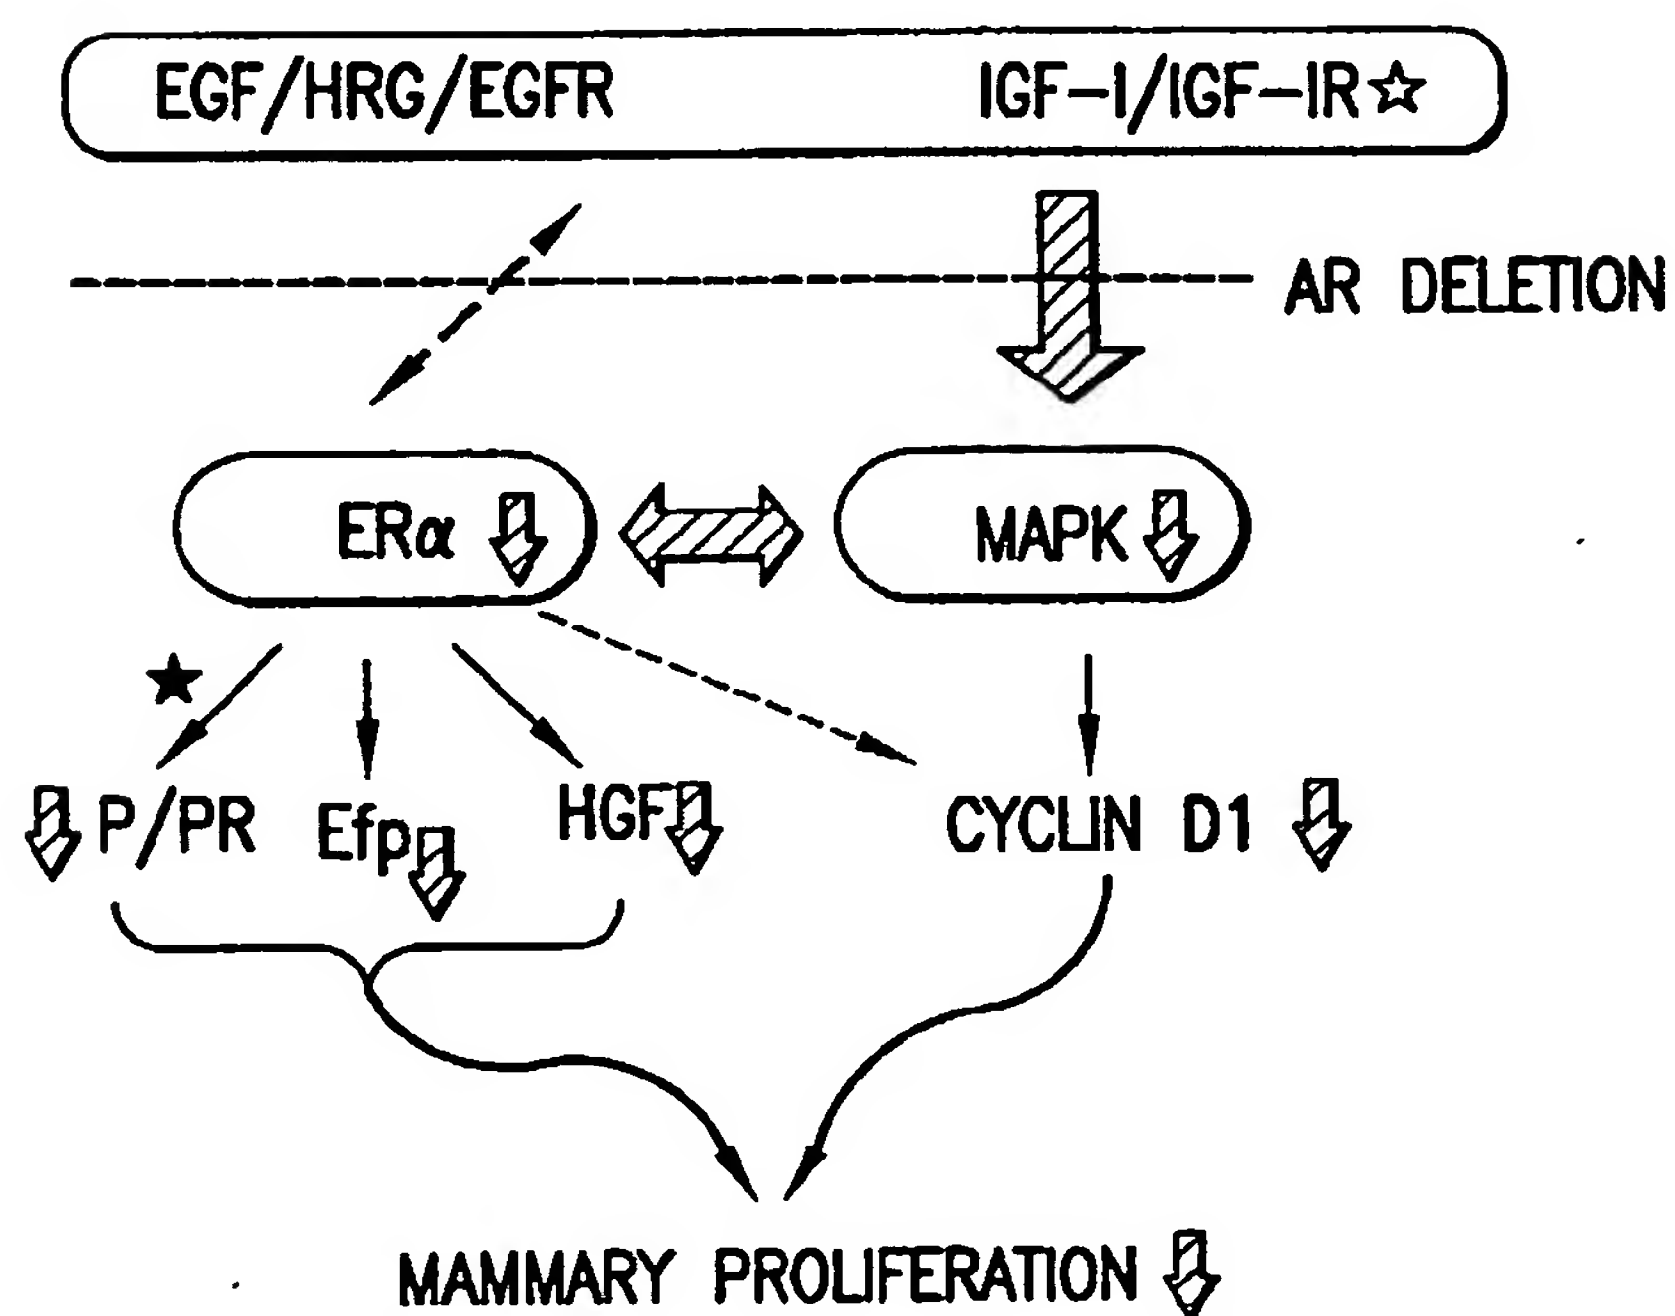 EGF/HRG/EGFR IGF-I/IGF-IR☆
AR DELETION
ERα MAPK
★
P/PR Efp HGF CYCLIN D1
MAMMARY PROLIFERATION